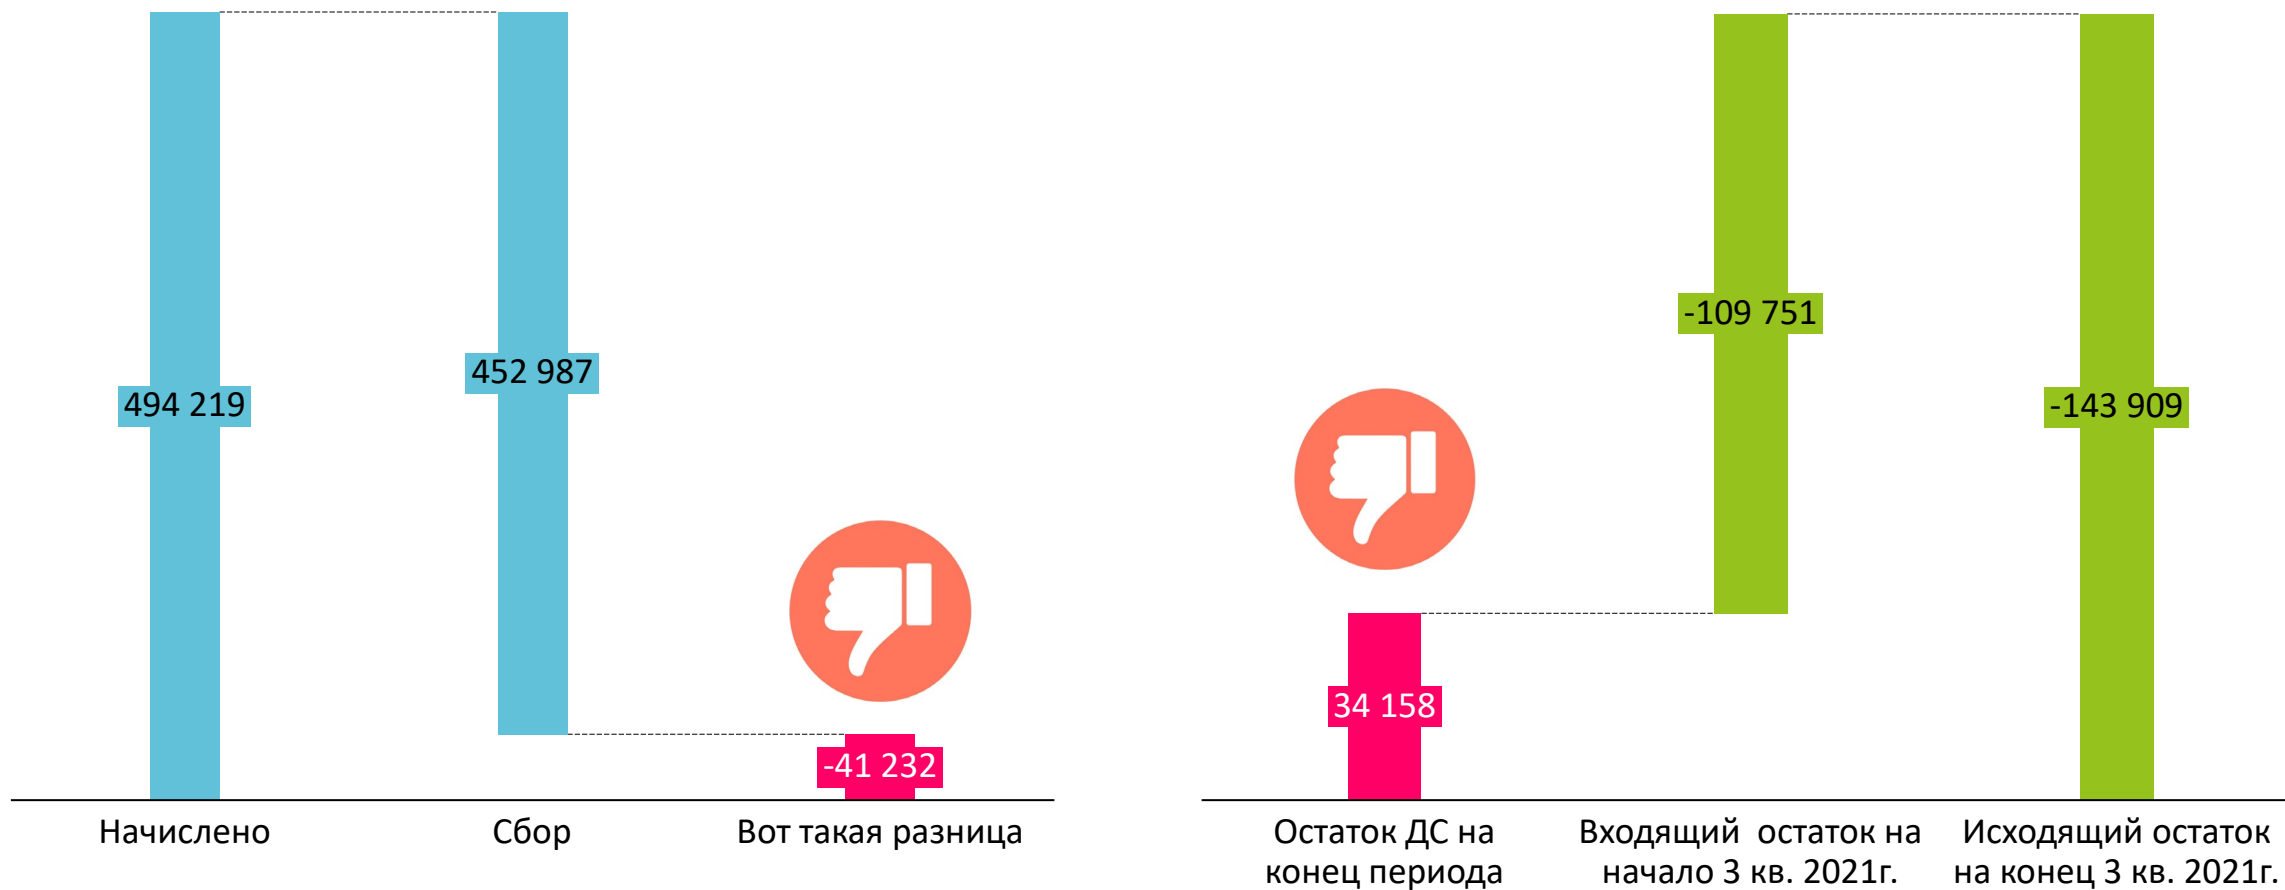 494 219
452 987
-41 232
Начислено
Сбор
Вот такая разница
34 158
-109 751
-143 909
Остаток ДС на
конец периода
Входящий остаток на
начало 3 кв. 2021г.
Исходящий остаток
на конец 3 кв. 2021г.